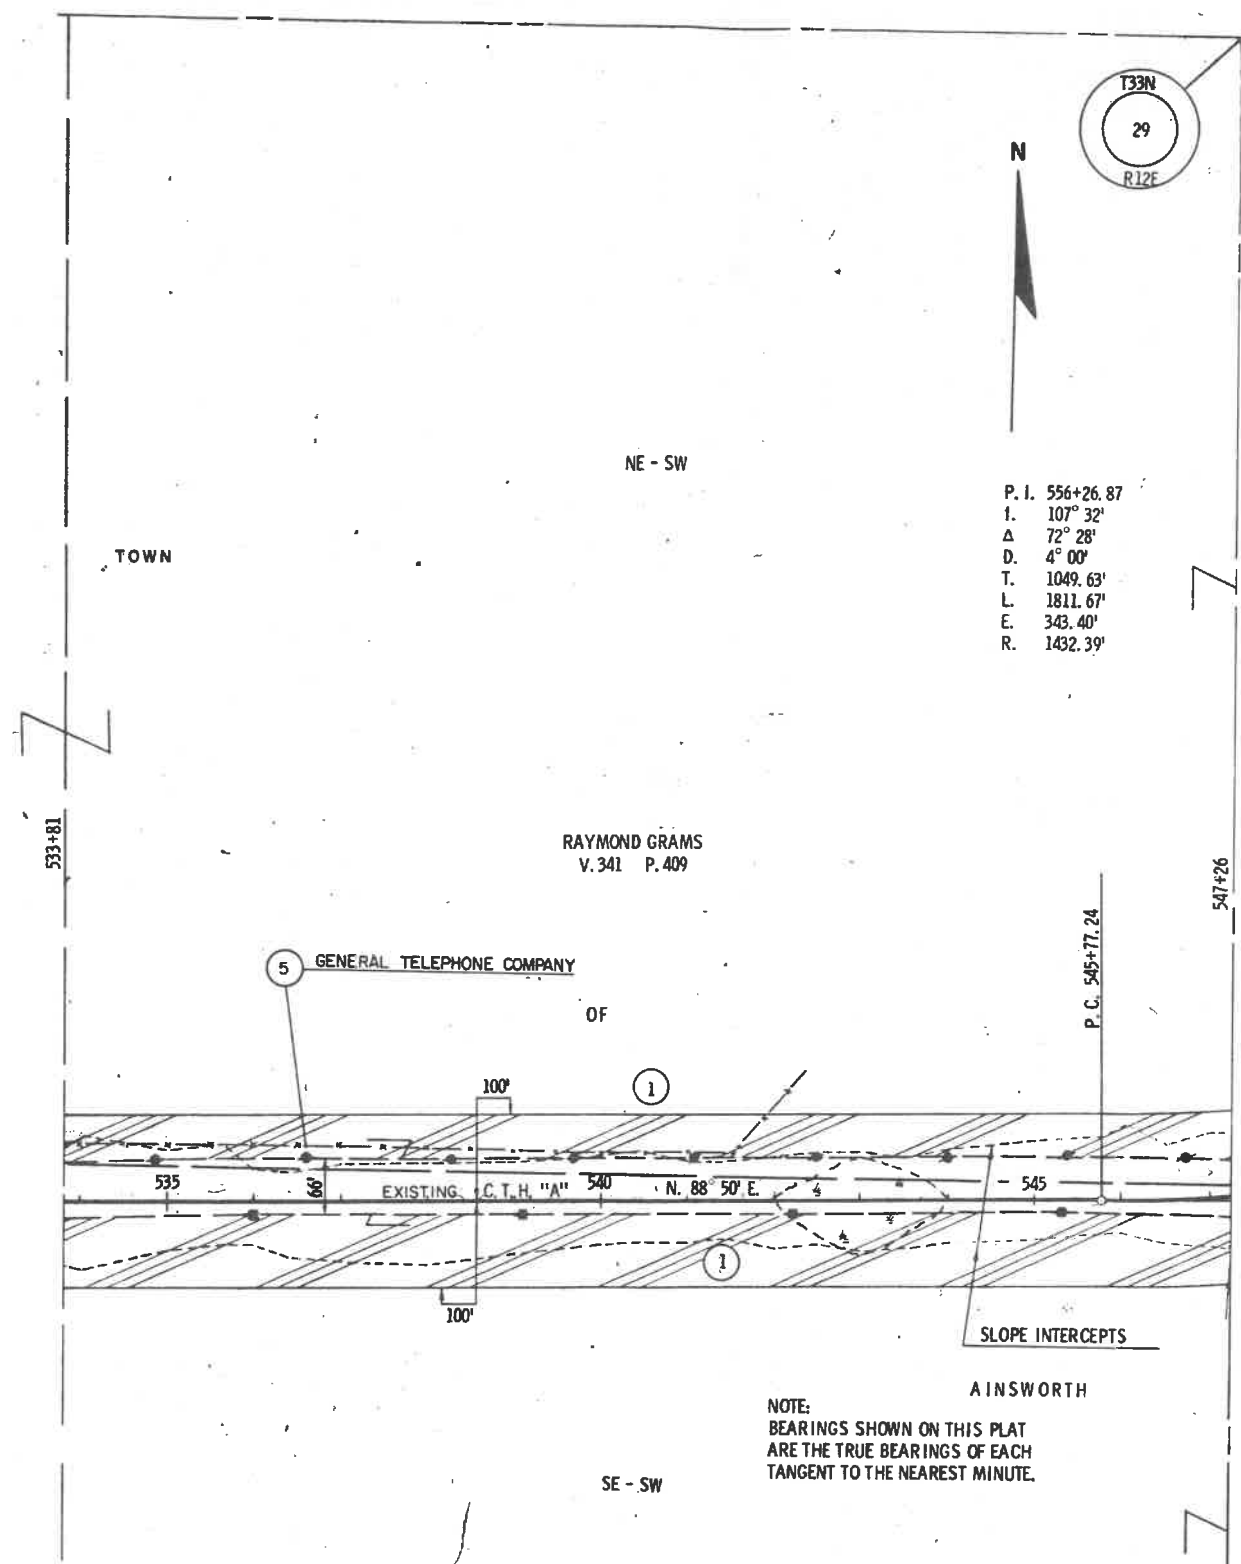 T33N
29
R12E
N
NE - SW
P. I. 556+26.87
I. 107° 32'
Δ 72° 28'
D. 4° 00'
T. 1049.63'
L. 1811.67'
E. 343.40'
R. 1432.39'
TOWN
533+81
RAYMOND GRAMS
V. 341 P. 409
547+26
P. C. 545+77.24
5 GENERAL TELEPHONE COMPANY
OF
100'
1
535
66'
EXISTING C. T. H. "A"
540
N. 88° 50' E.
545
1
100'
SLOPE INTERCEPTS
AINSWORTH
NOTE:
BEARINGS SHOWN ON THIS PLAT
ARE THE TRUE BEARINGS OF EACH
TANGENT TO THE NEAREST MINUTE.
SE - SW